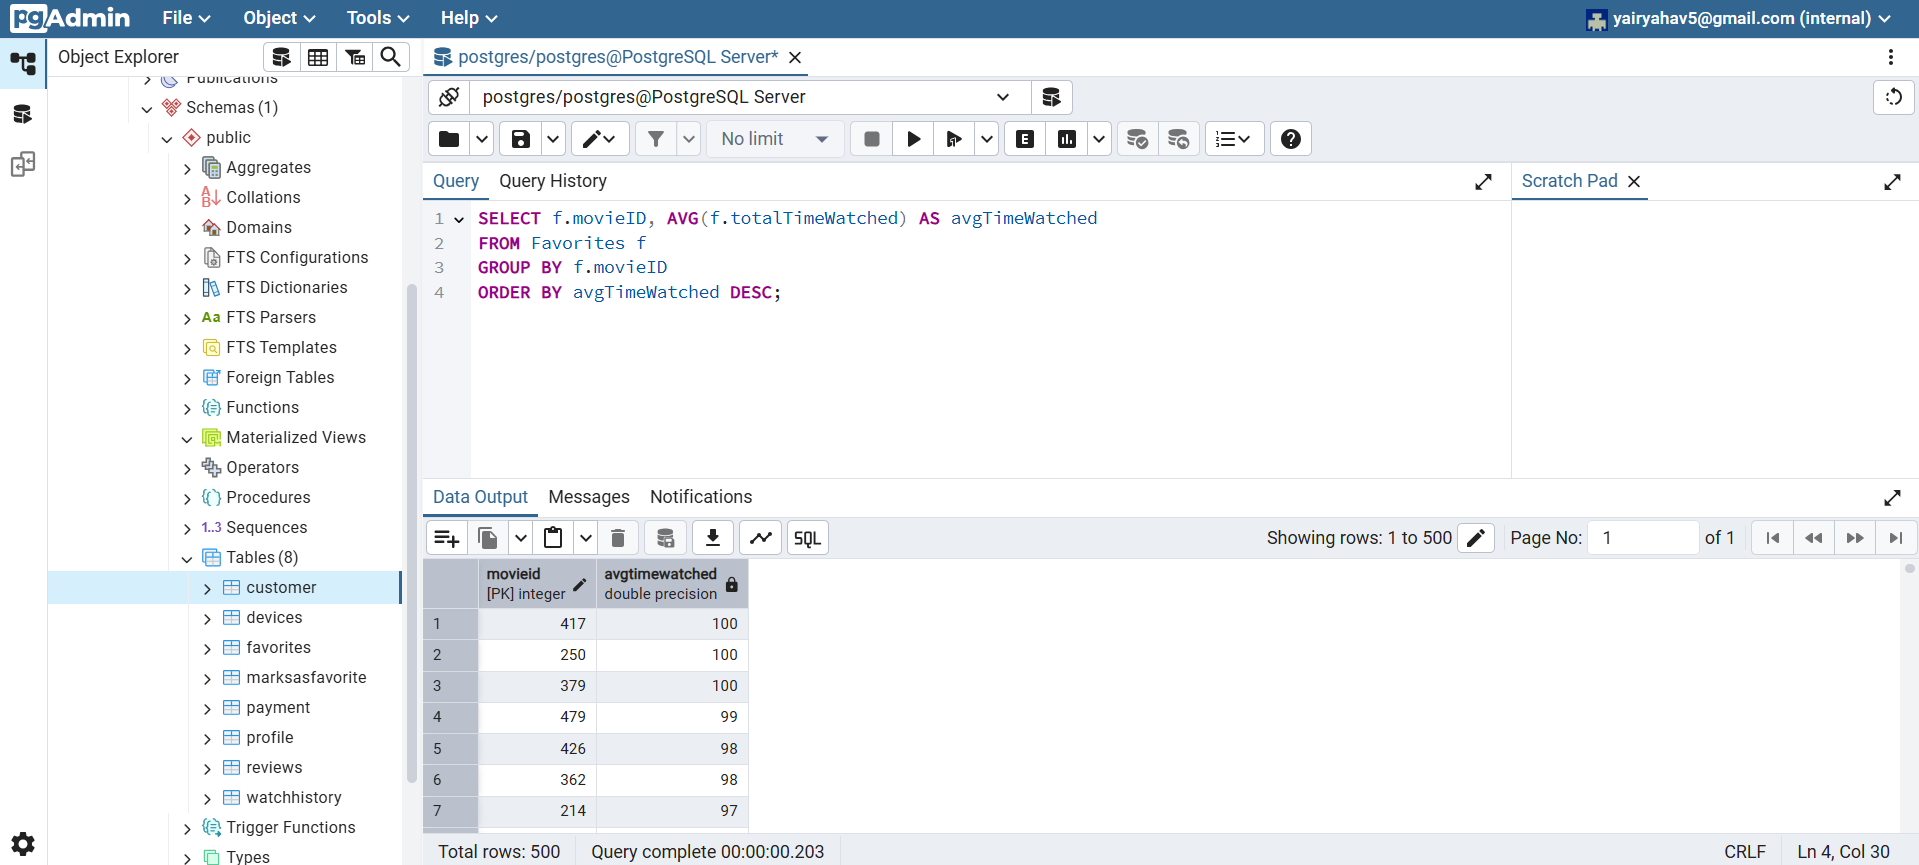 pgAdmin File Object Tools Help yairyahav5@gmail.com (internal)
Object Explorer
Publications
Schemas (1)
public
Aggregates
Collations
Domains
FTS Configurations
FTS Dictionaries
Aa FTS Parsers
FTS Templates
Foreign Tables
Functions
Materialized Views
Operators
Procedures
1..3 Sequences
Tables (8)
customer
devices
favorites
marksasfavorite
payment
profile
reviews
watchhistory
Trigger Functions
Types
postgres/postgres@PostgreSQL Server*
postgres/postgres@PostgreSQL Server
No limit
E
Query Query History
Scratch Pad
1 SELECT f.movieID, AVG(f.totalTimeWatched) AS avgTimeWatched
2 FROM Favorites f
3 GROUP BY f.movieID
4 ORDER BY avgTimeWatched DESC;
Data Output Messages Notifications
SQL Showing rows: 1 to 500 Page No: 1 of 1
movieid avgtimewatched
[PK] integer double precision
1 417 100
2 250 100
3 379 100
4 479 99
5 426 98
6 362 98
7 214 97
Total rows: 500 Query complete 00:00:00.203 CRLF Ln 4, Col 30